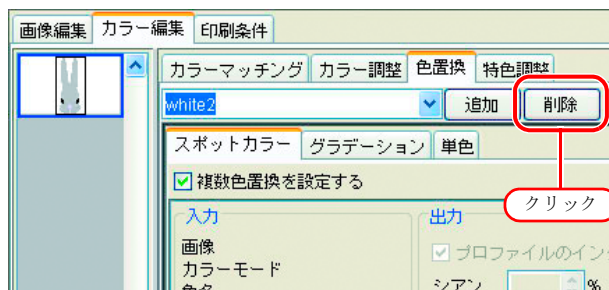 画像編集 カラー編集 印刷条件
カラーマッチング カラー調整 色置換 特色調整
white2 追加 削除
スポットカラー グラデーション 単色
複数色置換を設定する
クリック
入力 出力
画像 プロファイルのイン
カラーモード
色名 シアン %